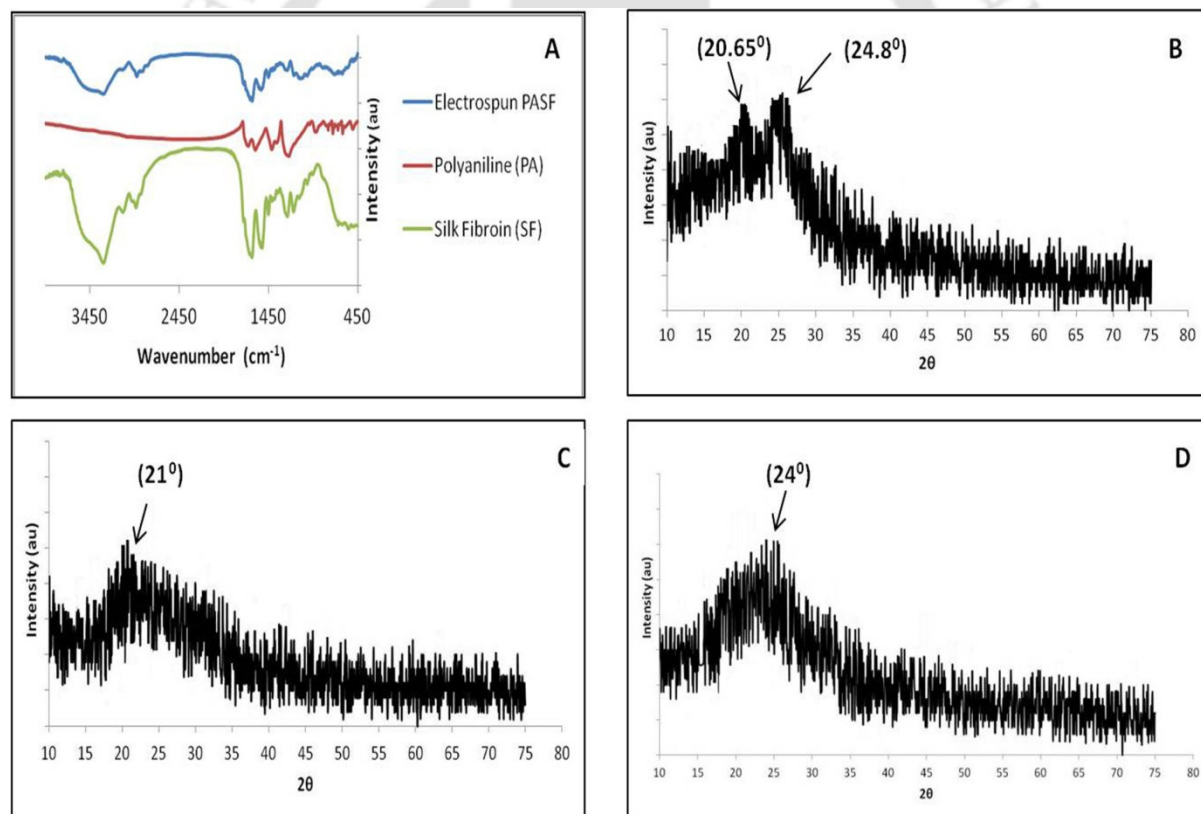 A
Electrospun PASF
Polyaniline (PA)
Silk Fibroin (SF)
Intensity (au)
3450 2450 1450 450
Wavenumber (cm⁻¹)
B
(20.65⁰) (24.8⁰)
Intensity (au)
10 15 20 25 30 35 40 45 50 55 60 65 70 75 80
2θ
C
(21⁰)
Intensity (au)
10 15 20 25 30 35 40 45 50 55 60 65 70 75 80
2θ
D
(24⁰)
Intensity (au)
10 15 20 25 30 35 40 45 50 55 60 65 70 75 80
2θ